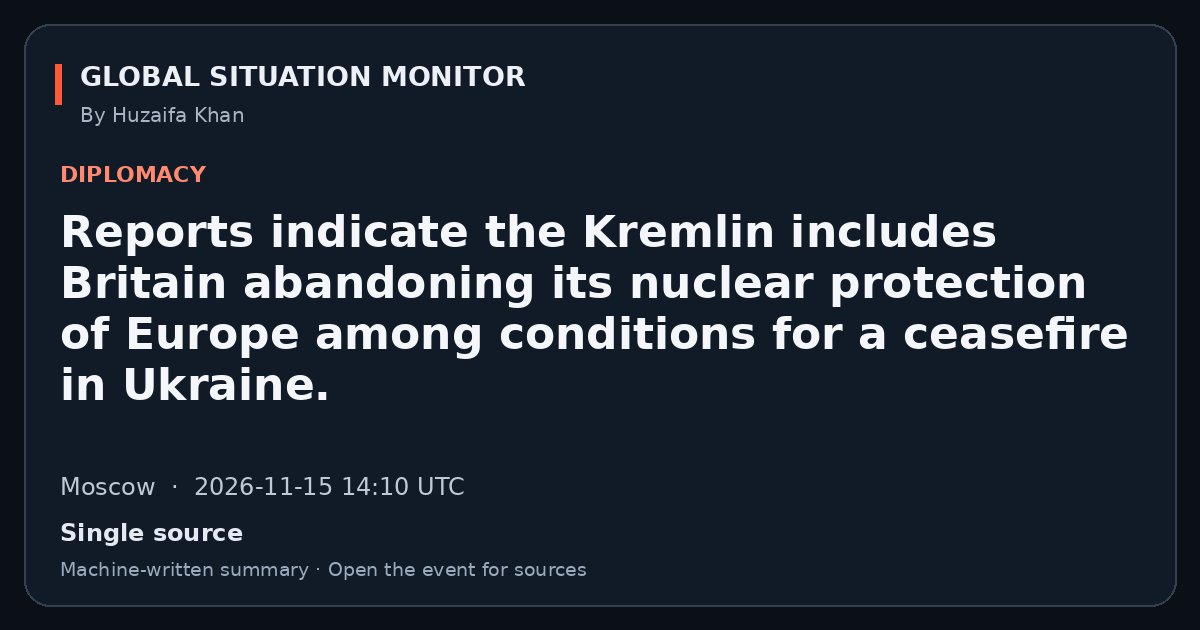 GLOBAL SITUATION MONITOR
By Huzaifa Khan
DIPLOMACY
Reports indicate the Kremlin includes
Britain abandoning its nuclear protection
of Europe among conditions for a ceasefire
in Ukraine.
Moscow · 2026-11-15 14:10 UTC
Single source
Machine-written summary · Open the event for sources